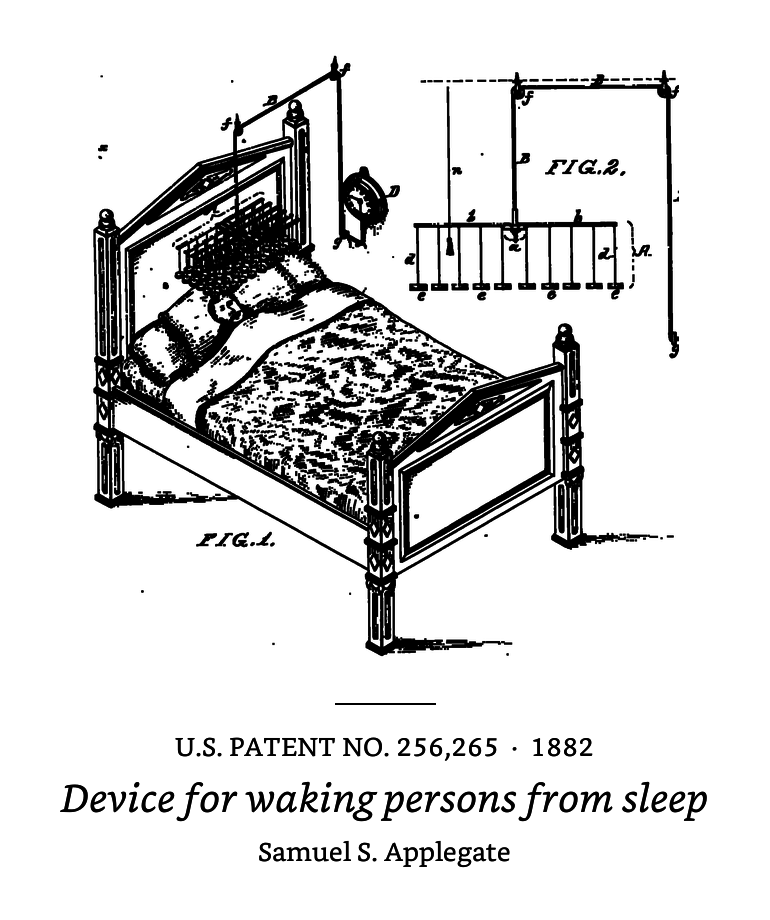 f
B
f
D
g
n
B
f
f
B
FIG.2.
i
h
a
d
d
A.
e
e
e
e
g
FIG.1.
U.S. PATENT NO. 256,265 · 1882
Device for waking persons from sleep
Samuel S. Applegate